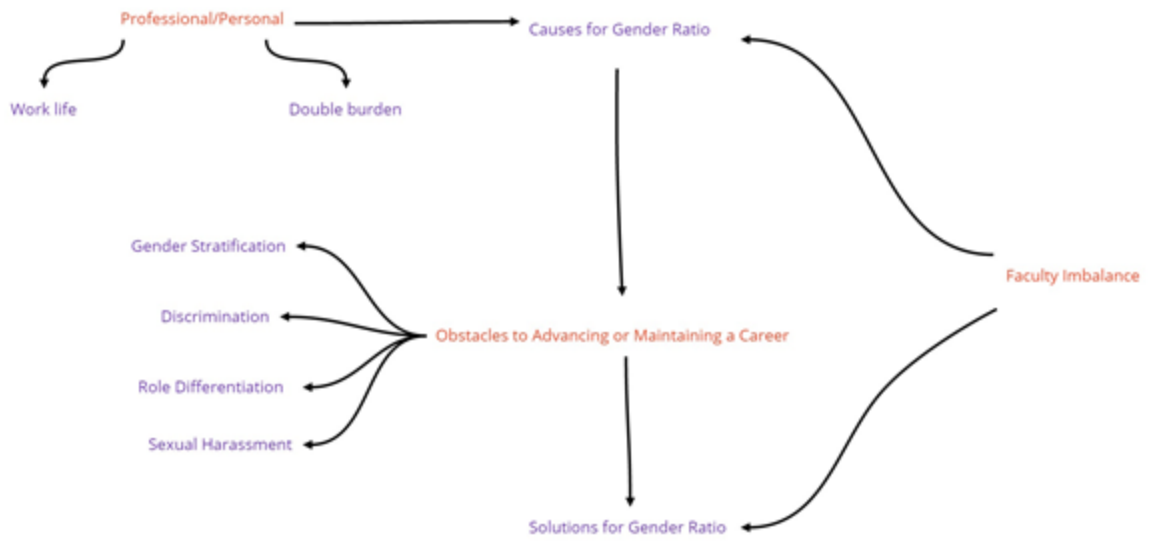 Professional/Personal
Causes for Gender Ratio
Work life
Double burden
Gender Stratification
Faculty Imbalance
Discrimination
Obstacles to Advancing or Maintaining a Career
Role Differentiation
Sexual Harassment
Solutions for Gender Ratio